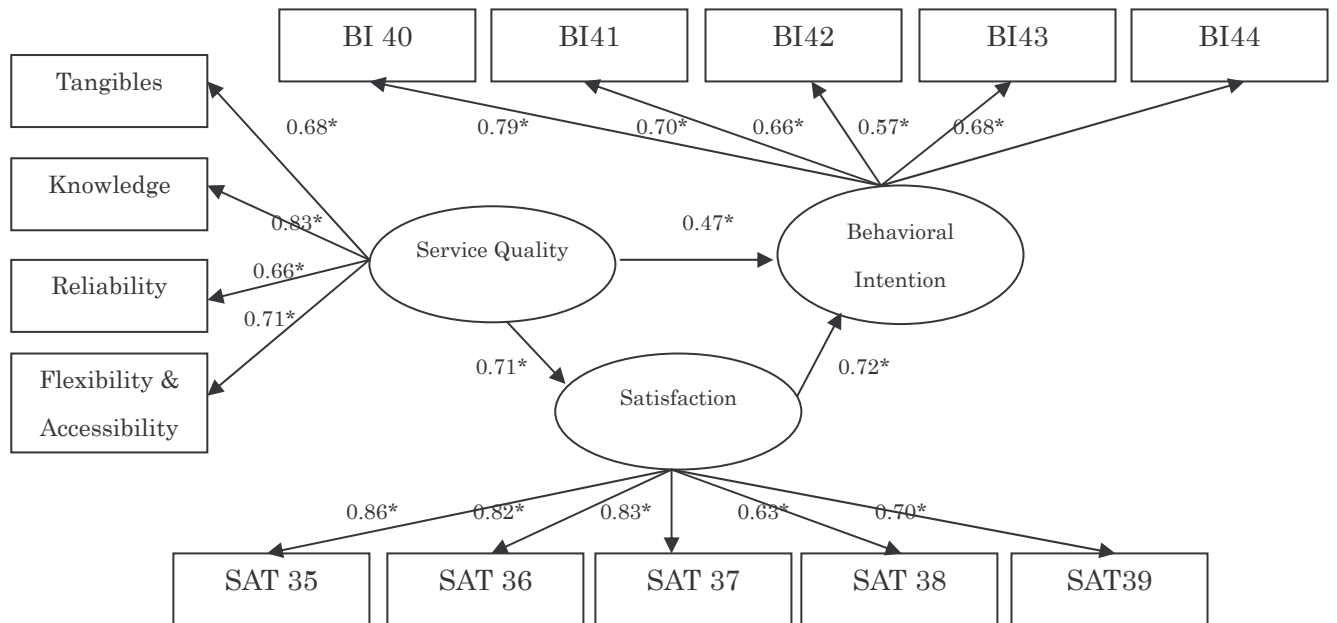 BI 40
BI41
BI42
BI43
BI44
Tangibles
0.68*
0.79*
0.70*
0.66*
0.57*
0.68*
Knowledge
0.83*
0.47*
Behavioral
Intention
Service Quality
0.66*
Reliability
0.71*
0.71*
0.72*
Flexibility &
Accessibility
Satisfaction
0.86*
0.82*
0.83*
0.63*
0.70*
SAT 35
SAT 36
SAT 37
SAT 38
SAT39